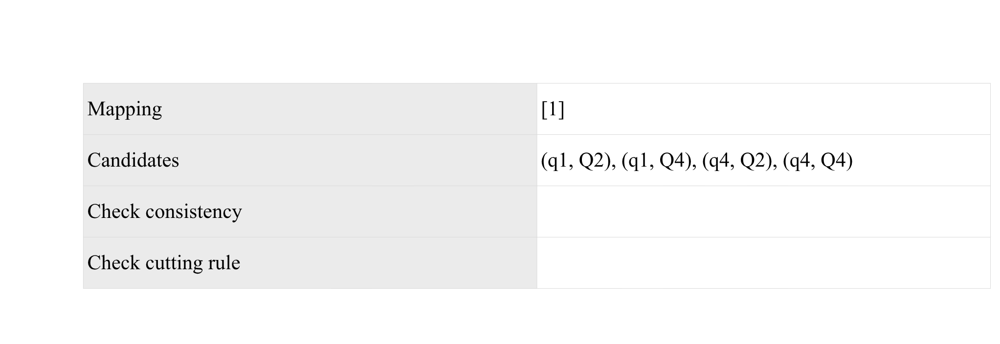 Mapping [1]
Candidates (q1, Q2), (q1, Q4), (q4, Q2), (q4, Q4)
Check consistency
Check cutting rule